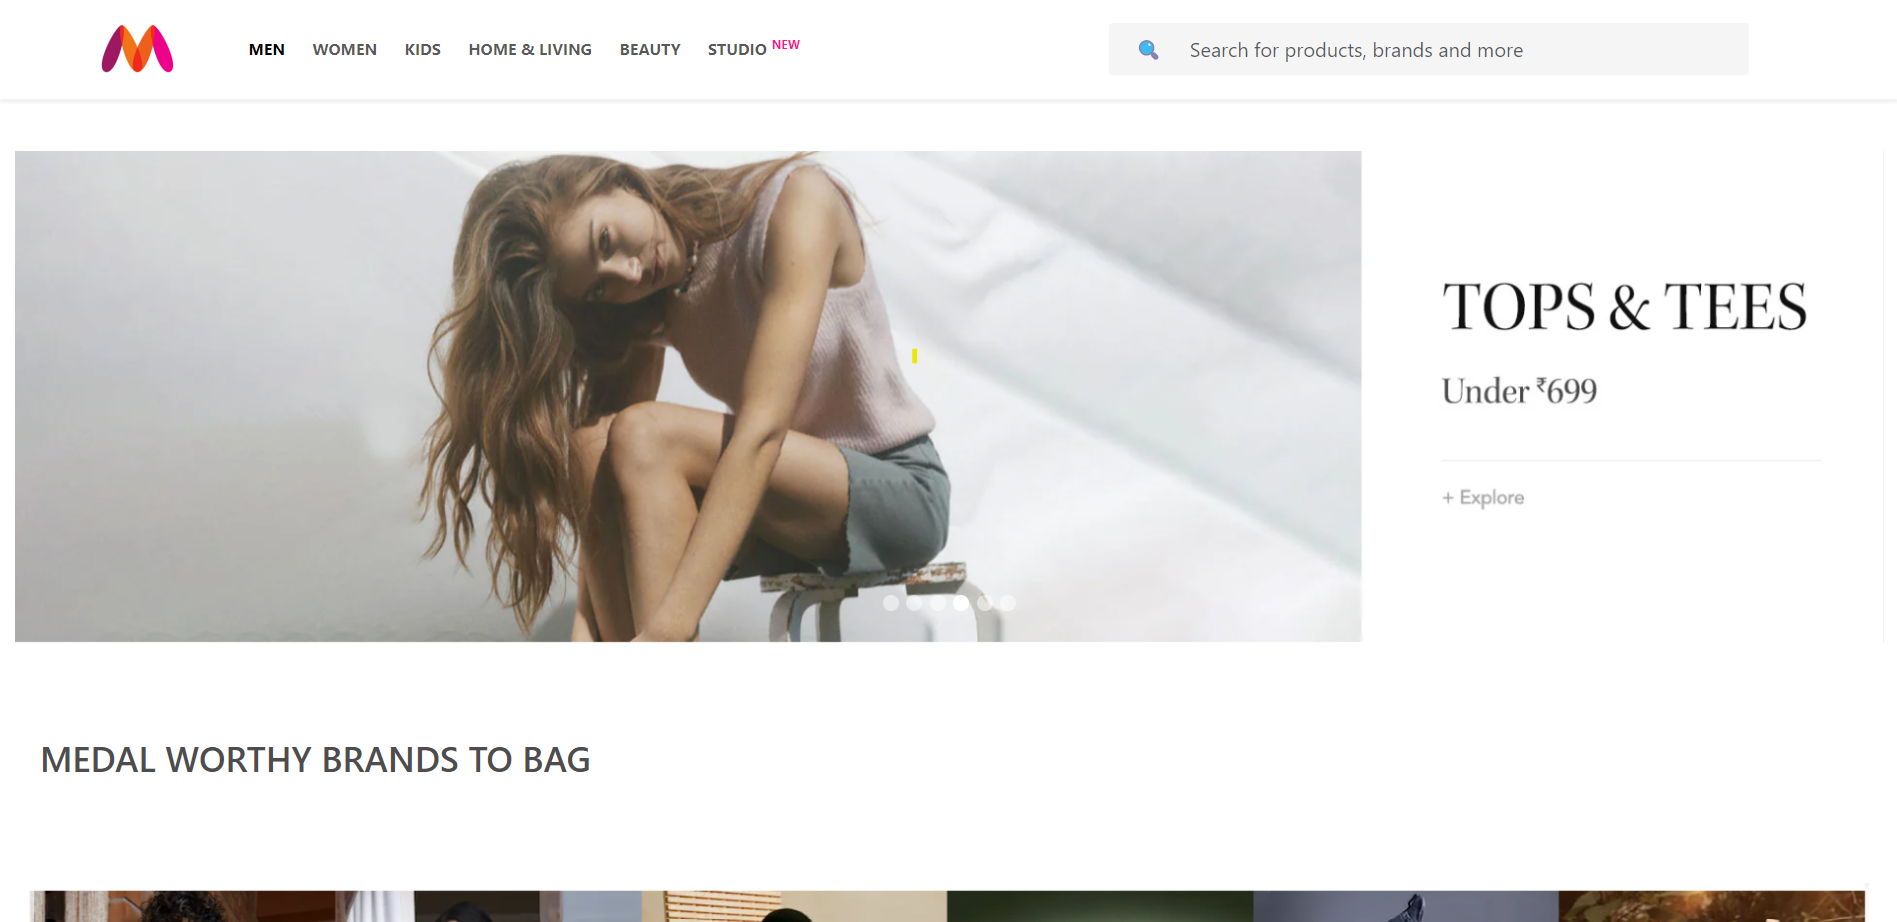 MEN WOMEN KIDS HOME & LIVING BEAUTY STUDIO NEW
Search for products, brands and more
TOPS & TEES
Under ₹699
+ Explore
MEDAL WORTHY BRANDS TO BAG